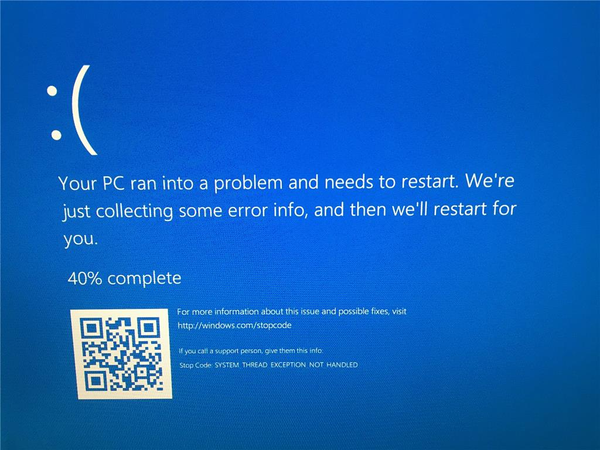 :(
Your PC ran into a problem and needs to restart. We're
just collecting some error info, and then we'll restart for
you.
40% complete
For more information about this issue and possible fixes, visit
http://windows.com/stopcode
If you call a support person, give them this info:
Stop Code: SYSTEM THREAD EXCEPTION NOT HANDLED